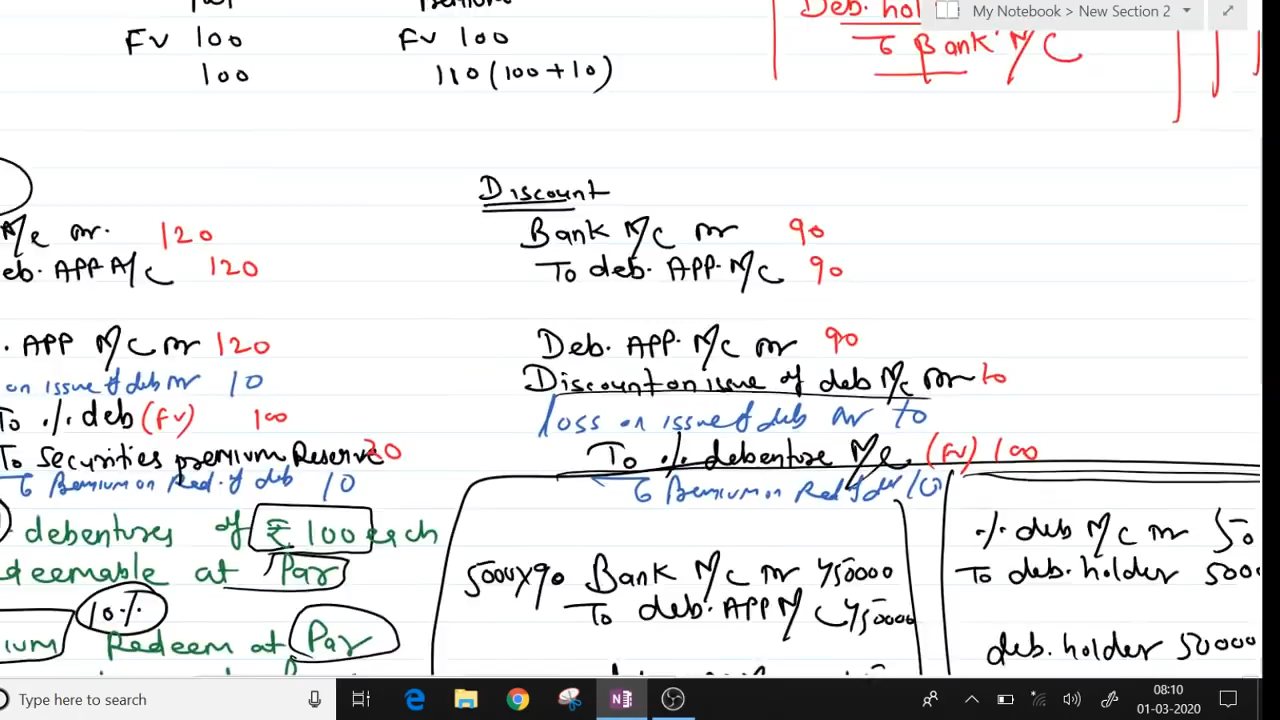 Fv 100
100
Fv 100
110 (100+10)
Deb. hol
To Bank A/C
My Notebook > New Section 2
A/c Dr. 120
eb. APP A/C 120
. APP A/C Dr 120
on issue of deb Dr 10
To % deb (FV) 100
To Securities premium Reserve 20
To Premium on Red. of deb 10
Discount
Bank A/C Dr 90
To deb. APP. A/C 90
Deb. APP. A/C Dr 90
Discount on issue of deb A/c Dr 10
loss on issue of deb Dr 10
To % debenture A/c. (FV) 100
To Premium on Red of deb 10
debentures of ₹ 100 each
deemable at Par
10%
ium Redeem at Par
5000x90 Bank A/C Dr 450000
To deb. APP A/C 450000
% deb A/C Dr 50
To deb. holder 5000
deb. holder 50000
Type here to search
08:10
01-03-2020